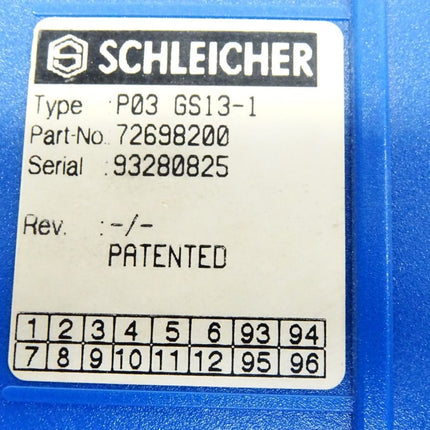 SCHLEICHER
Type : P03 GS13-1
Part-No.: 72698200
Serial : 93280825
Rev. : -/-
PATENTED
1 2 3 4 5 6 93 94
7 8 9 10 11 12 95 96